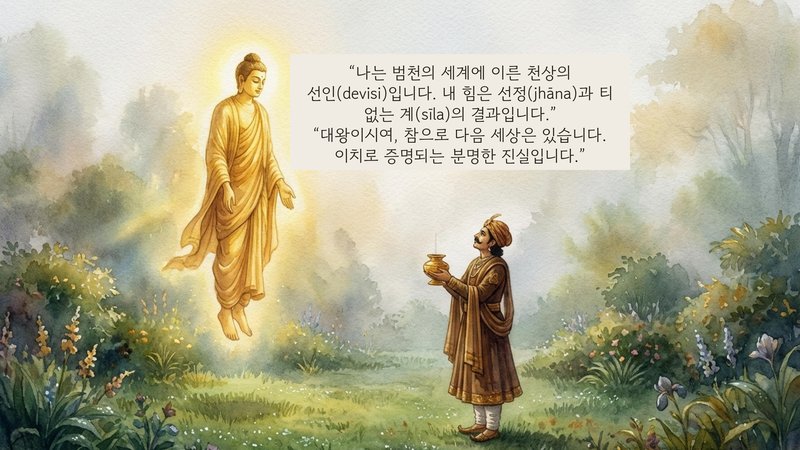 “나는 범천의 세계에 이른 천상의
선인(devisi)입니다. 내 힘은 선정(jhāna)과 티
없는 계(sīla)의 결과입니다.”
“대왕이시여, 참으로 다음 세상은 있습니다.
이치로 증명되는 분명한 진실입니다.”